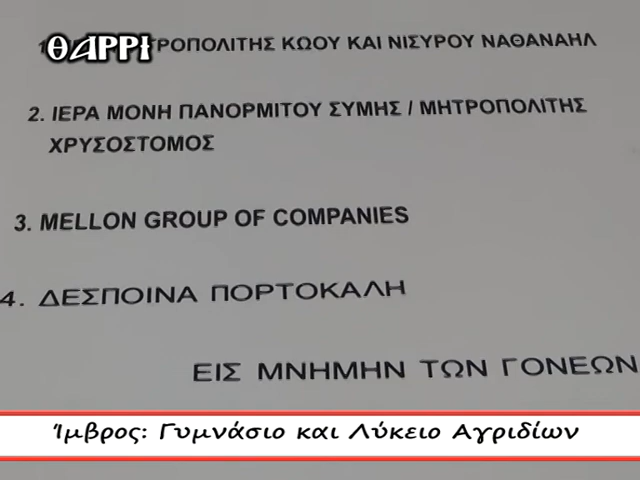 ΘΑΡΡΙ
ΜΗΤΡΟΠΟΛΙΤΗΣ ΚΩΟΥ ΚΑΙ ΝΙΣΥΡΟΥ ΝΑΘΑΝΑΗΛ
2. ΙΕΡΑ ΜΟΝΗ ΠΑΝΟΡΜΙΤΟΥ ΣΥΜΗΣ / ΜΗΤΡΟΠΟΛΙΤΗΣ
ΧΡΥΣΟΣΤΟΜΟΣ
3. MELLON GROUP OF COMPANIES
4. ΔΕΣΠΟΙΝΑ ΠΟΡΤΟΚΑΛΗ
ΕΙΣ ΜΝΗΜΗΝ ΤΩΝ ΓΟΝΕΩΝ
Ίμβρος: Γυμνάσιο και Λύκειο Αγριδίων